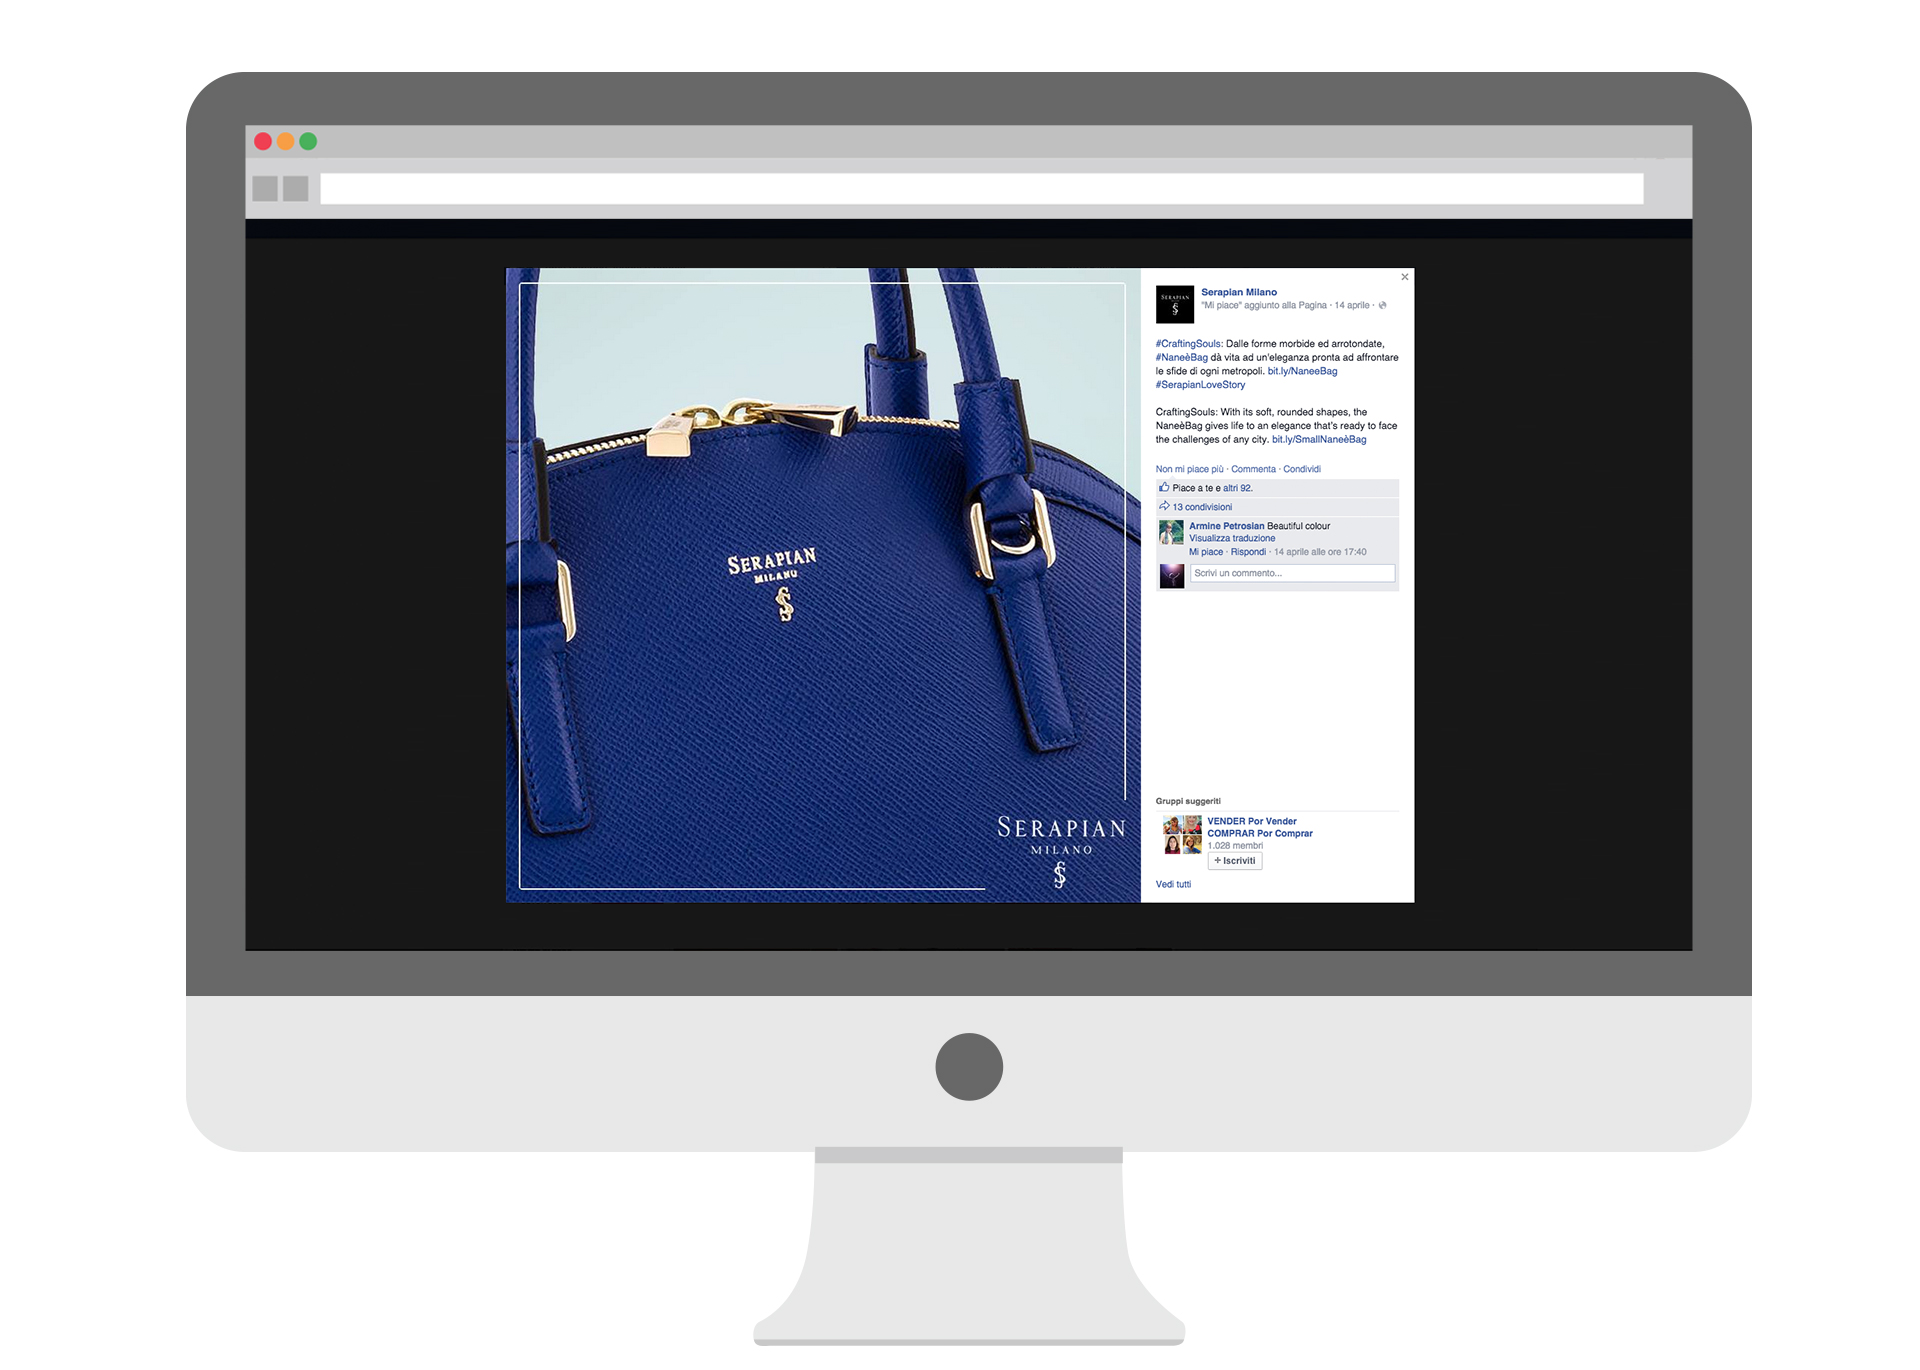 SERAPIAN
MILANO
SERAPIAN
MILANO
SERAPIAN
Serapian Milano
"Mi piace" aggiunto alla Pagina · 14 aprile ·
#CraftingSouls: Dalle forme morbide ed arrotondate,
#NaneèBag dà vita ad un'eleganza pronta ad affrontare
le sfide di ogni metropoli. bit.ly/NaneeBag
#SerapianLoveStory
CraftingSouls: With its soft, rounded shapes, the
NaneèBag gives life to an elegance that's ready to face
the challenges of any city. bit.ly/SmallNaneèBag
Non mi piace più · Commenta · Condividi
Piace a te e altri 92.
13 condivisioni
Armine Petrosian Beautiful colour
Visualizza traduzione
Mi piace · Rispondi · 14 aprile alle ore 17:40
Scrivi un commento...
Gruppi suggeriti
VENDER Por Vender
COMPRAR Por Comprar
1.028 membri
+ Iscriviti
Vedi tutti